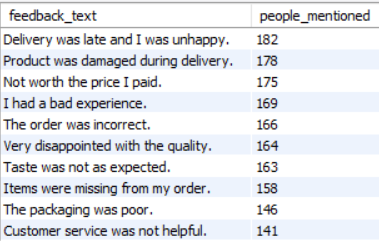 feedback_text people_mentioned
Delivery was late and I was unhappy. 182
Product was damaged during delivery. 178
Not worth the price I paid. 175
I had a bad experience. 169
The order was incorrect. 166
Very disappointed with the quality. 164
Taste was not as expected. 163
Items were missing from my order. 158
The packaging was poor. 146
Customer service was not helpful. 141